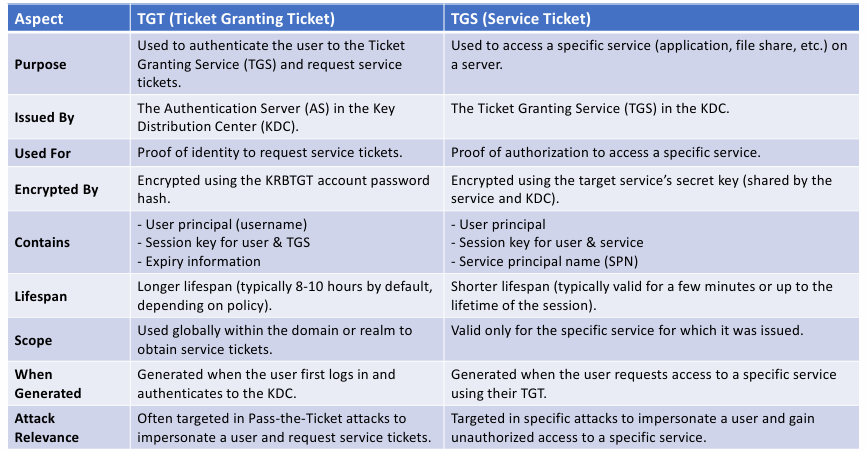 Aspect
TGT (Ticket Granting Ticket)
TGS (Service Ticket)
Purpose
Used to authenticate the user to the Ticket
Granting Service (TGS) and request service
tickets.
Used to access a specific service (application, file share, etc.) on
a server.
Issued By
The Authentication Server (AS) in the Key
Distribution Center (KDC).
The Ticket Granting Service (TGS) in the KDC.
Used For
Proof of identity to request service tickets.
Proof of authorization to access a specific service.
Encrypted By
Encrypted using the KRBTGT account password
hash.
Encrypted using the target service’s secret key (shared by the
service and KDC).
Contains
- User principal (username)
- Session key for user & TGS
- Expiry information
- User principal
- Session key for user & service
- Service principal name (SPN)
Lifespan
Longer lifespan (typically 8-10 hours by default,
depending on policy).
Shorter lifespan (typically valid for a few minutes or up to the
lifetime of the session).
Scope
Used globally within the domain or realm to
obtain service tickets.
Valid only for the specific service for which it was issued.
When
Generated
Generated when the user first logs in and
authenticates to the KDC.
Generated when the user requests access to a specific service
using their TGT.
Attack
Relevance
Often targeted in Pass-the-Ticket attacks to
impersonate a user and request service tickets.
Targeted in specific attacks to impersonate a user and gain
unauthorized access to a specific service.